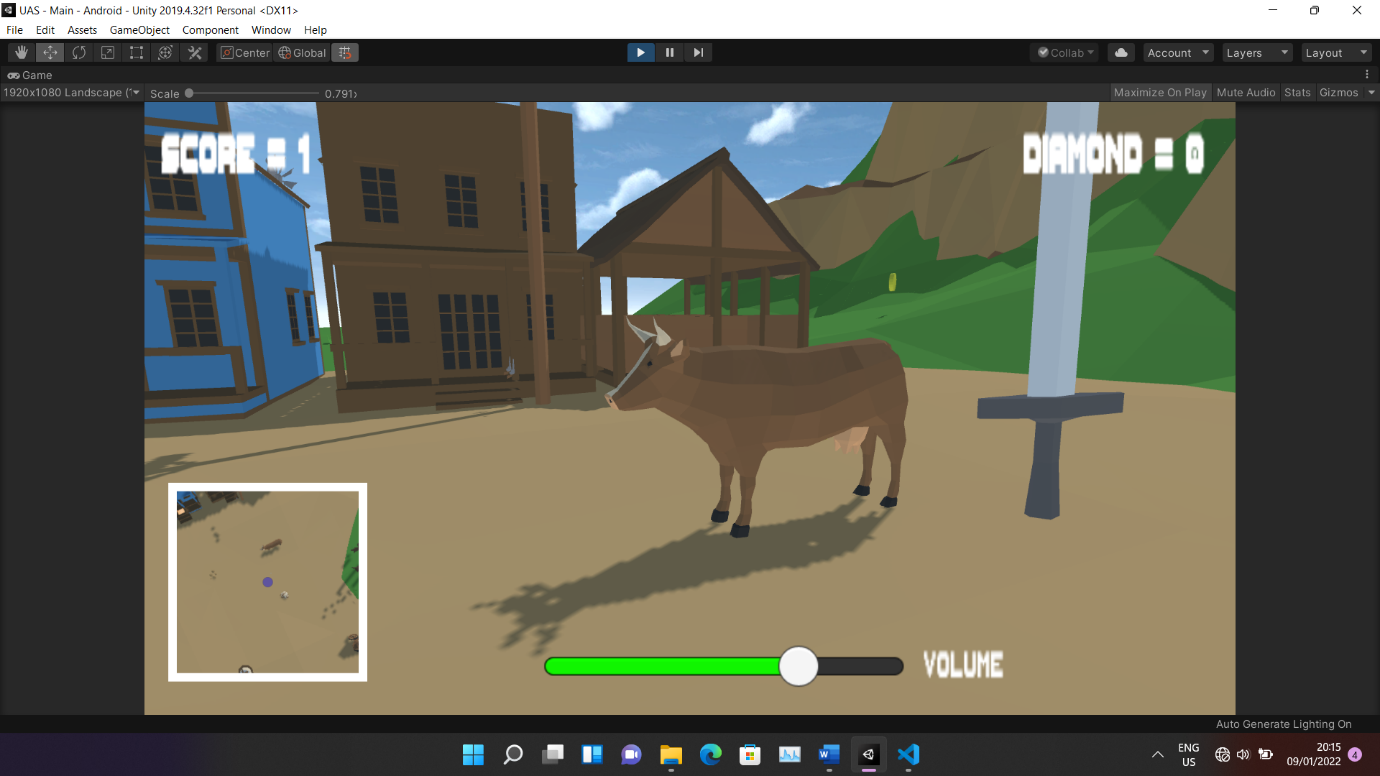 UAS - Main - Android - Unity 2019.4.32f1 Personal <DX11>
File Edit Assets GameObject Component Window Help
Center Global Collab Account Layers Layout
Game
1920x1080 Landscape Scale 0.791 Maximize On Play Mute Audio Stats Gizmos
SCORE = 1 DIAMOND = 0
VOLUME
Auto Generate Lighting On
ENG
US
20:15
09/01/2022
4